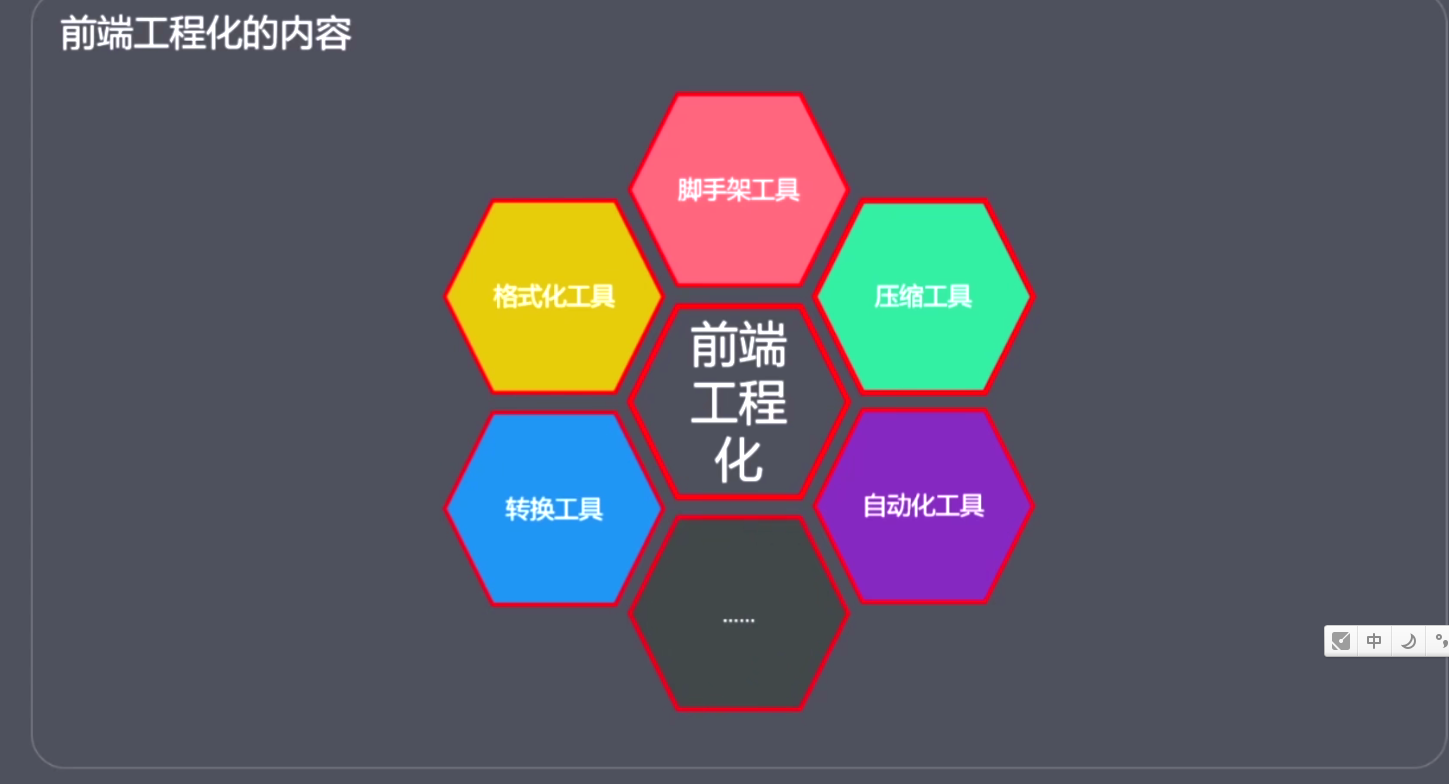 前端工程化的内容
脚手架工具
格式化工具
压缩工具
前端
工程
化
转换工具
自动化工具
......
中